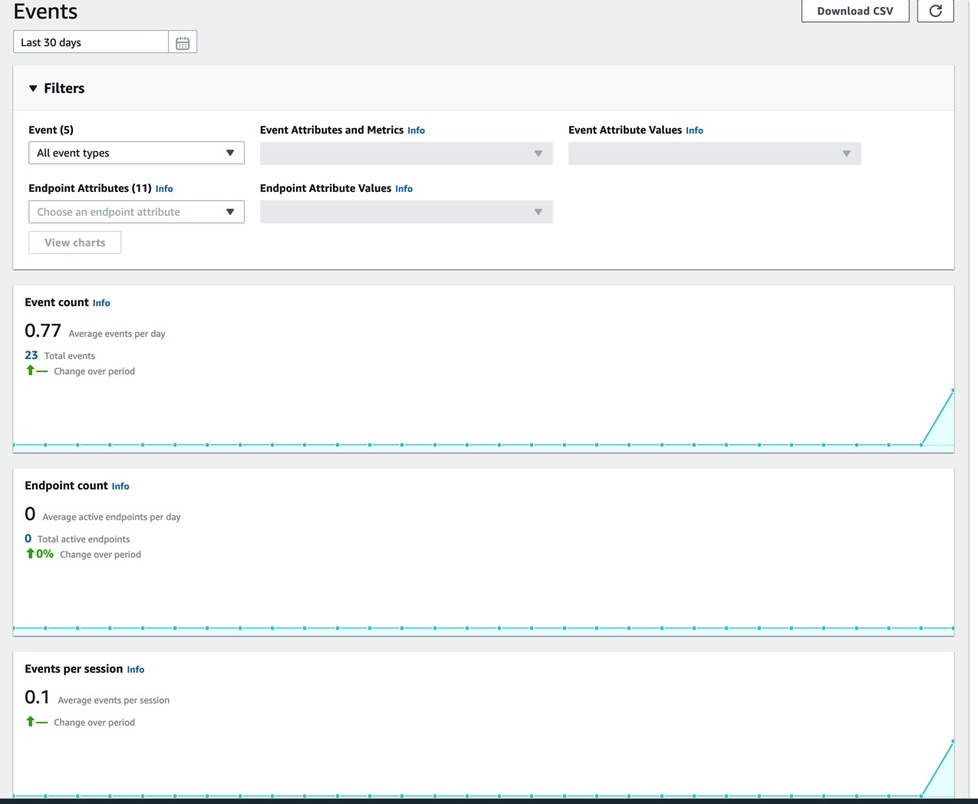 Events
Download CSV
Last 30 days
Filters
Event (5)
Event Attributes and Metrics Info
Event Attribute Values Info
All event types
Endpoint Attributes (11) Info
Endpoint Attribute Values Info
Choose an endpoint attribute
View charts
Event count Info
0.77 Average events per day
23 Total events
— Change over period
Endpoint count Info
0 Average active endpoints per day
0 Total active endpoints
0% Change over period
Events per session Info
0.1 Average events per session
— Change over period